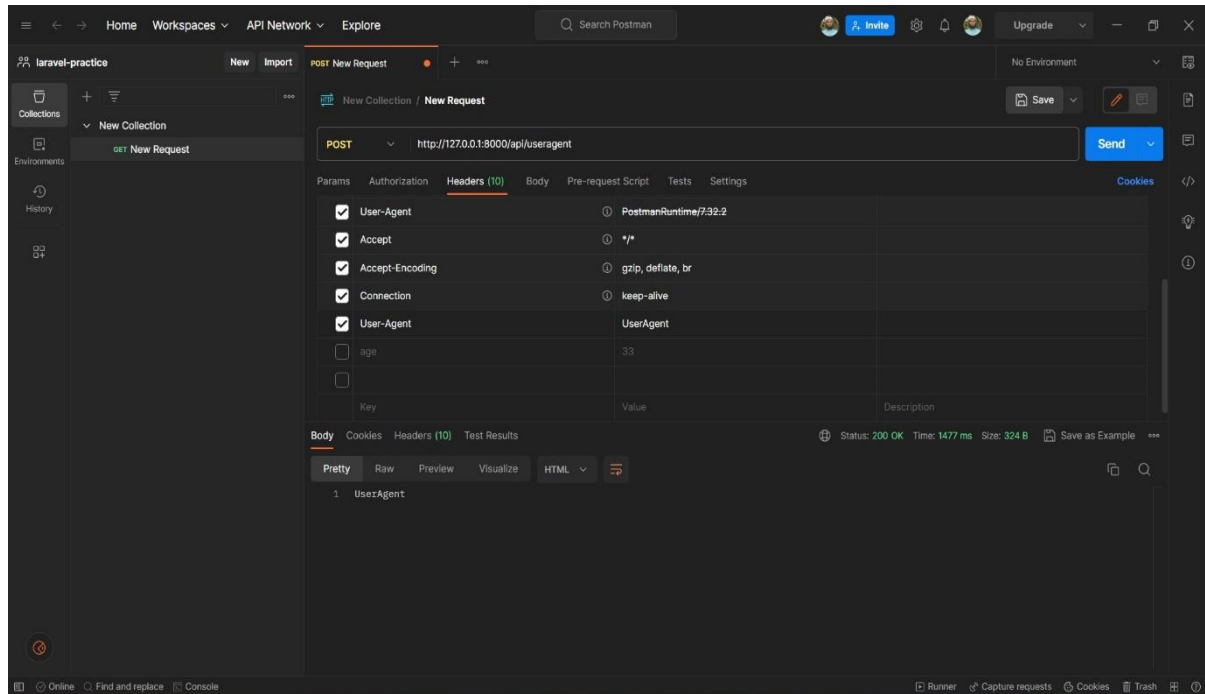 Home Workspaces API Network Explore Search Postman Invite Upgrade
laravel-practice New Import POST New Request No Environment
Collections
New Collection / New Request Save
New Collection
GET New Request
POST http://127.0.0.1:8000/api/useragent Send
Environments
Params Authorization Headers (10) Body Pre-request Script Tests Settings Cookies
History
User-Agent PostmanRuntime/7.32.2
Accept */*
Accept-Encoding gzip, deflate, br
Connection keep-alive
User-Agent UserAgent
age 33
Key Value Description
Body Cookies Headers (10) Test Results Status: 200 OK Time: 1477 ms Size: 324 B Save as Example
Pretty Raw Preview Visualize HTML
1 UserAgent
Online Find and replace Console Runner Capture requests Cookies Trash